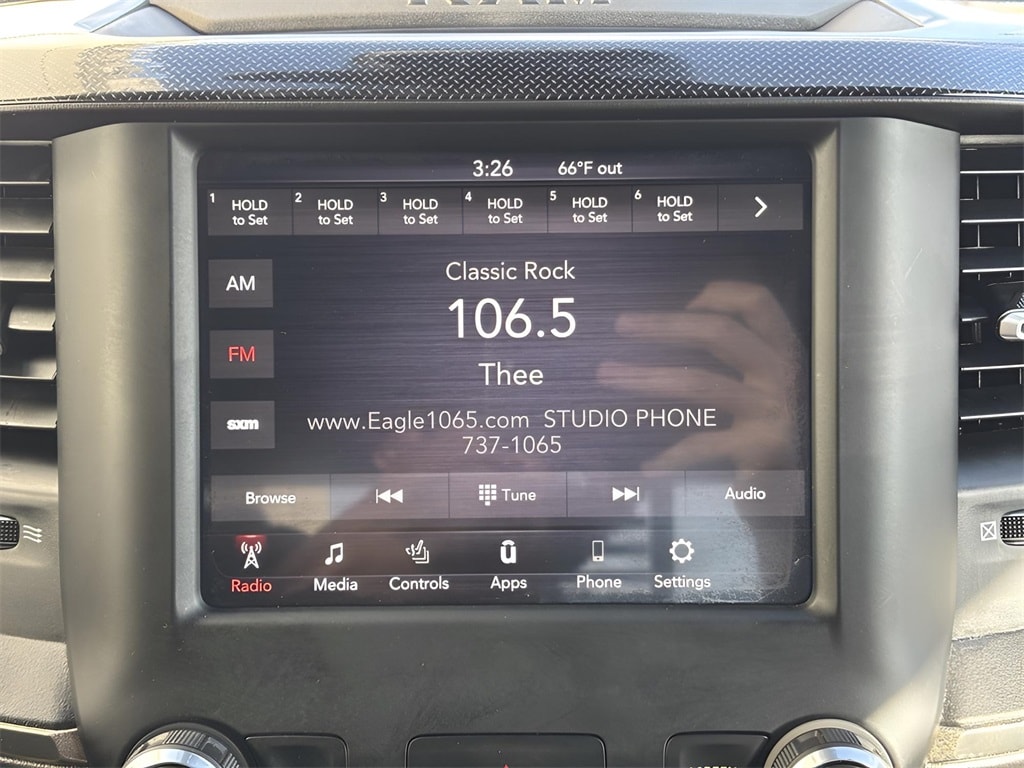 RAM
3:26 66°F out
1 HOLD to Set 2 HOLD to Set 3 HOLD to Set 4 HOLD to Set 5 HOLD to Set 6 HOLD to Set
Classic Rock
AM
106.5
FM
Thee
sxm
www.Eagle1065.com STUDIO PHONE
737-1065
Browse Tune Audio
Radio Media Controls Apps Phone Settings